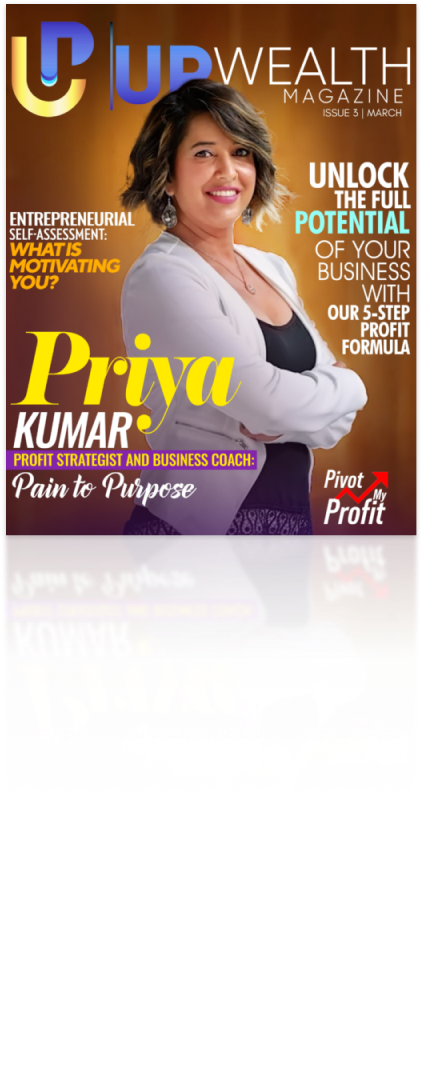 UP
UPWEALTH
MAGAZINE
ISSUE 3 | MARCH
UNLOCK
THE FULL
POTENTIAL
OF YOUR
BUSINESS
WITH
OUR 5-STEP
PROFIT
FORMULA
ENTREPRENEURIAL
SELF-ASSESSMENT:
WHAT IS
MOTIVATING
YOU?
Priya
KUMAR
PROFIT STRATEGIST AND BUSINESS COACH:
Pain to Purpose
Pivot
My
Profit